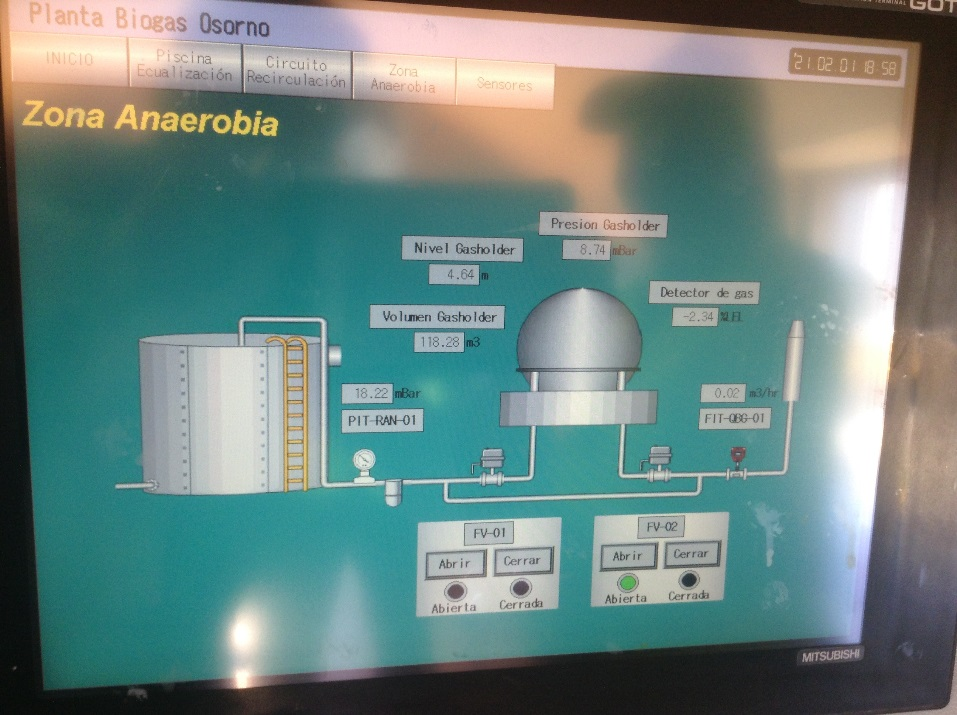 TERMINAL GOT
Planta Biogas Osorno
INICIO
Piscina
Ecualización
Circuito
Recirculación
Zona
Anaerobia
Sensores
21.02.01 18:58
Zona Anaerobia
Presion Gasholder
8.74 mBar
Nivel Gasholder
4.64 m
Detector de gas
-2.34 %LEL
Volumen Gasholder
118.28 m3
18.22 mBar
PIT-RAN-01
0.02 m3/hr
FIT-QBG-01
FV-01
Abrir Cerrar
Abierta Cerrada
FV-02
Abrir Cerrar
Abierta Cerrada
MITSUBISHI